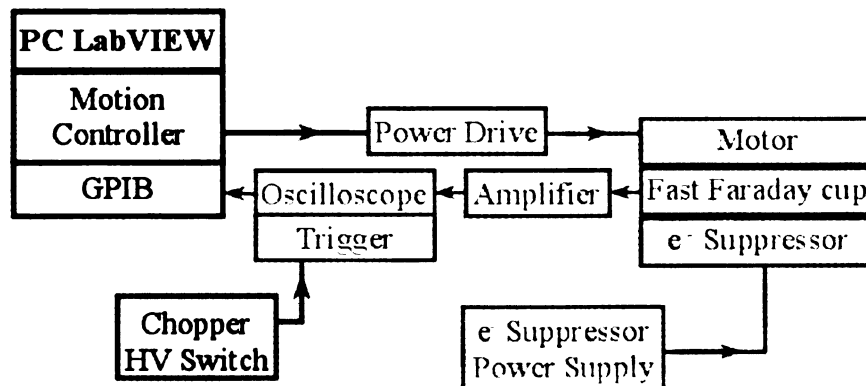 PC LabVIEW
Motion
Controller
GPIB
Power Drive
Motor
Oscilloscope
Amplifier
Fast Faraday cup
Trigger
e⁻ Suppressor
Chopper
HV Switch
e⁻ Suppressor
Power Supply